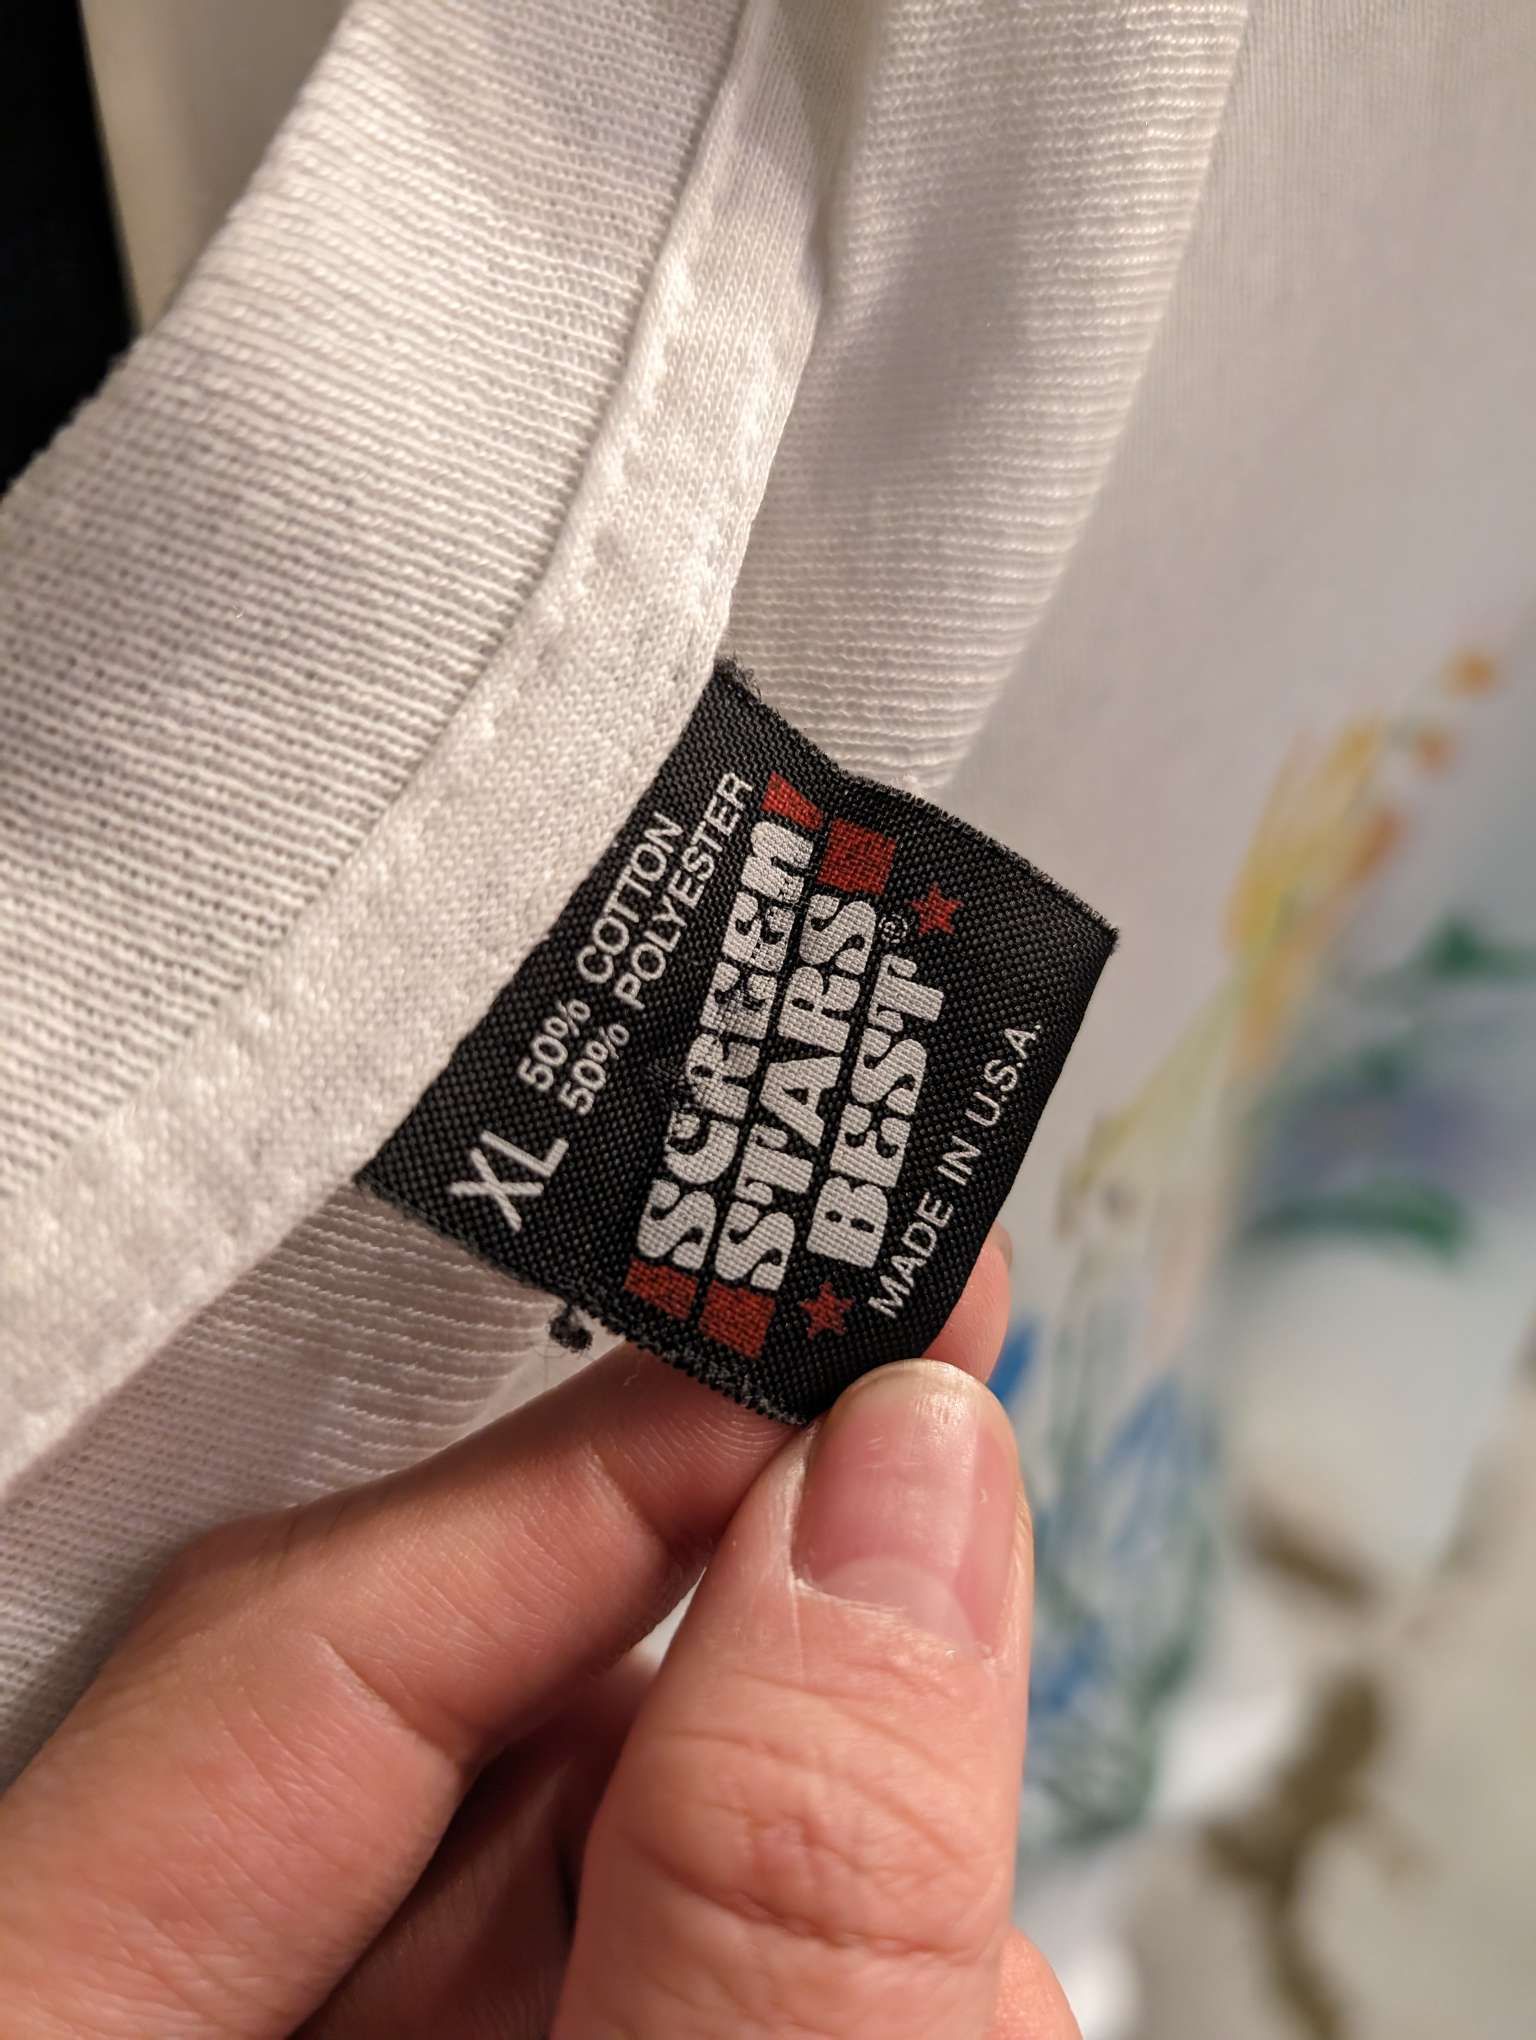 XL
50% COTTON
50% POLYESTER
SCREEN
STARS®
BEST
MADE IN U.S.A.